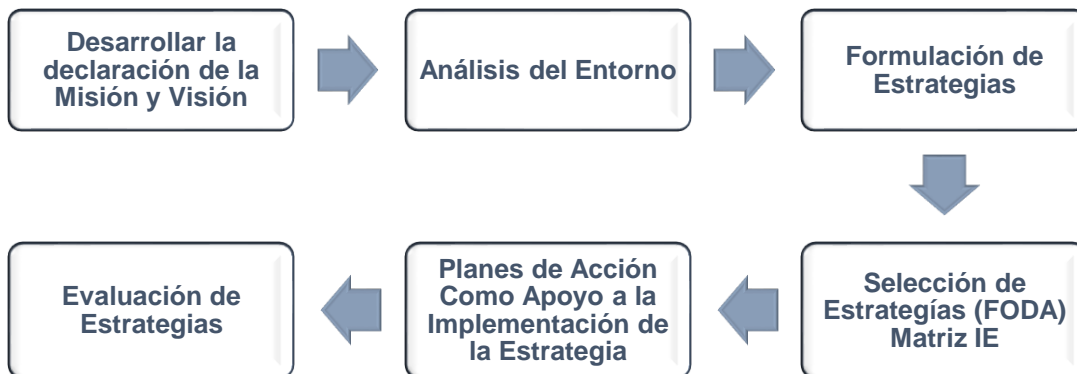 Desarrollar la
declaración de la
Misión y Visión
Análisis del Entorno
Formulación de
Estrategias
Selección de
Estrategías (FODA)
Matriz IE
Planes de Acción
Como Apoyo a la
Implementación de
la Estrategia
Evaluación de
Estrategias